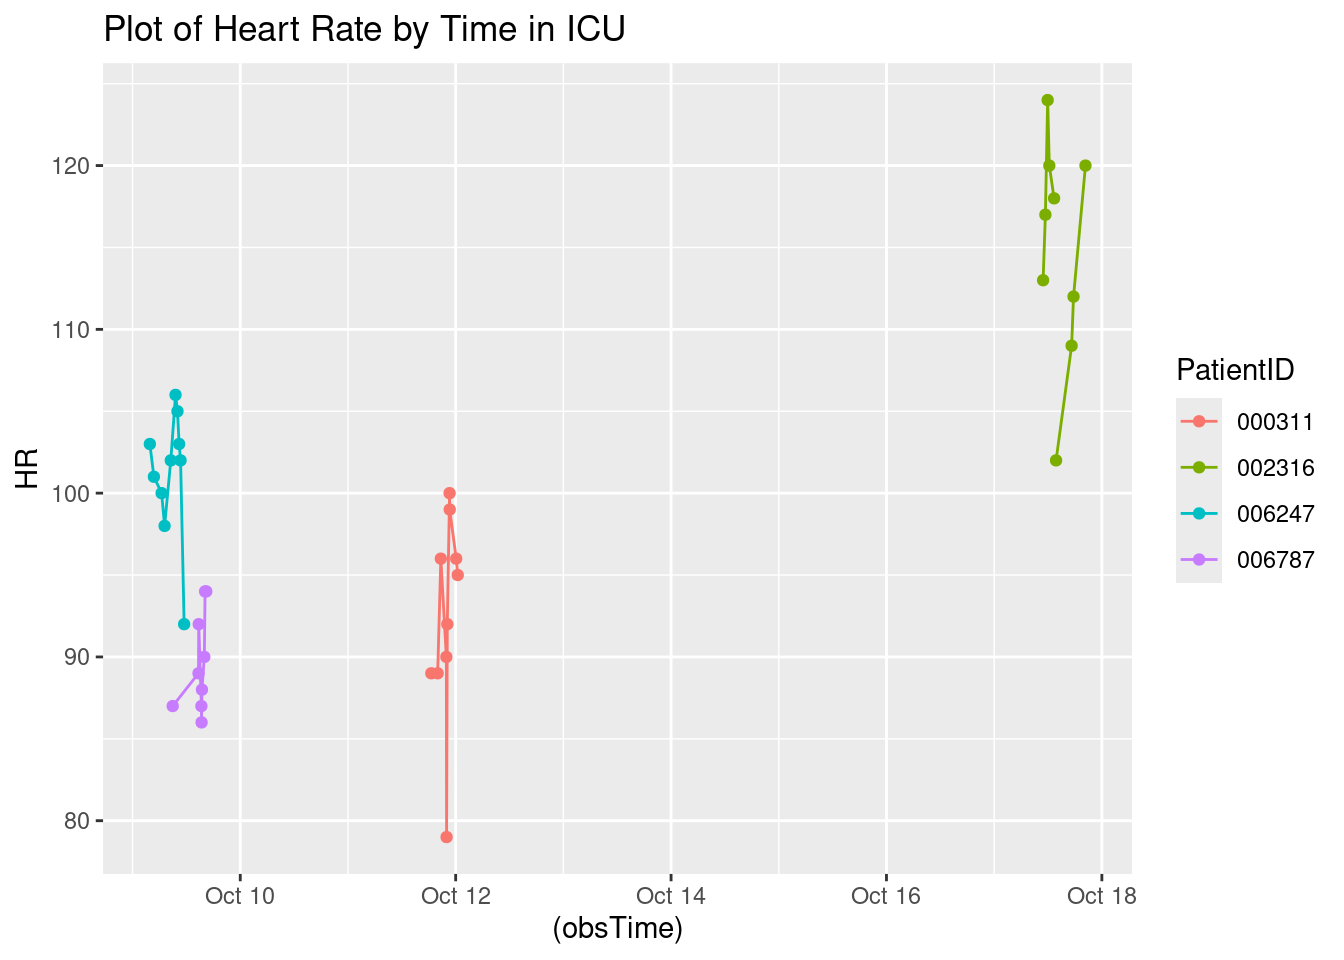 Plot of Heart Rate by Time in ICU
120
110
100
90
80
HR
Oct 10
Oct 12
Oct 14
Oct 16
Oct 18
(obsTime)
PatientID
000311
002316
006247
006787